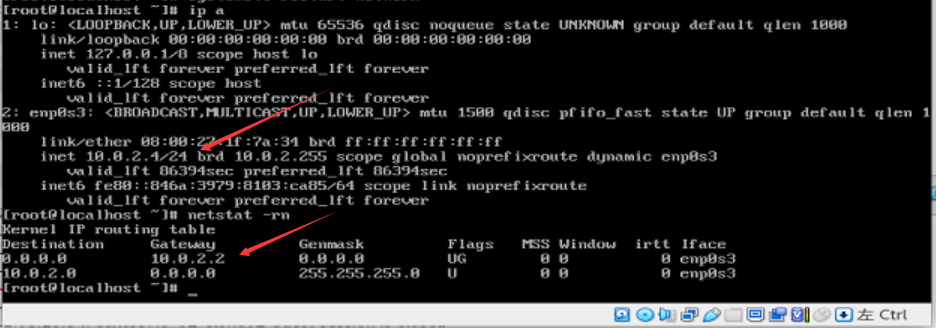 [root@localhost ~]# ip a
1: lo: <LOOPBACK,UP,LOWER_UP> mtu 65536 qdisc noqueue state UNKNOWN group default qlen 1000
    link/loopback 00:00:00:00:00:00 brd 00:00:00:00:00:00
    inet 127.0.0.1/8 scope host lo
       valid_lft forever preferred_lft forever
    inet6 ::1/128 scope host
       valid_lft forever preferred_lft forever
2: enp0s3: <BROADCAST,MULTICAST,UP,LOWER_UP> mtu 1500 qdisc pfifo_fast state UP group default qlen 1
000
    link/ether 08:00:27:1f:7a:34 brd ff:ff:ff:ff:ff:ff
    inet 10.0.2.4/24 brd 10.0.2.255 scope global noprefixroute dynamic enp0s3
       valid_lft 86394sec preferred_lft 86394sec
    inet6 fe80::846a:3979:8103:ca85/64 scope link noprefixroute
       valid_lft forever preferred_lft forever
[root@localhost ~]# netstat -rn
Kernel IP routing table
Destination     Gateway         Genmask         Flags   MSS Window  irtt Iface
0.0.0.0         10.0.2.2        0.0.0.0         UG        0 0          0 enp0s3
10.0.2.0        0.0.0.0         255.255.255.0   U         0 0          0 enp0s3
[root@localhost ~]# _
左 Ctrl